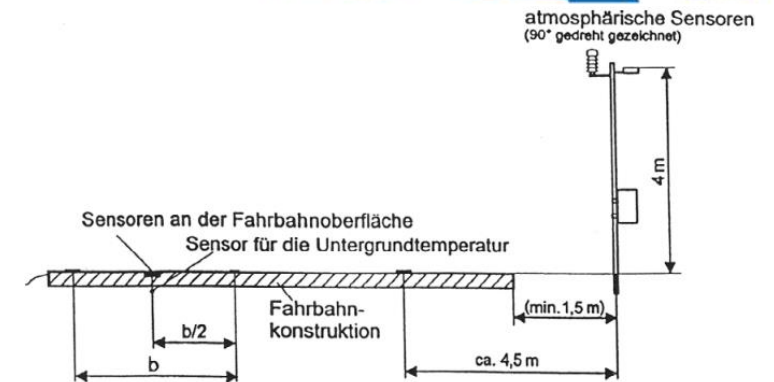 atmosphärische Sensoren
(90° gedreht gezeichnet)
4m
Sensoren an der Fahrbahnoberfläche
Sensor für die Untergrundtemperatur
Fahrbahn-
konstruktion
(min.1,5 m)
b/2
b
ca. 4,5 m